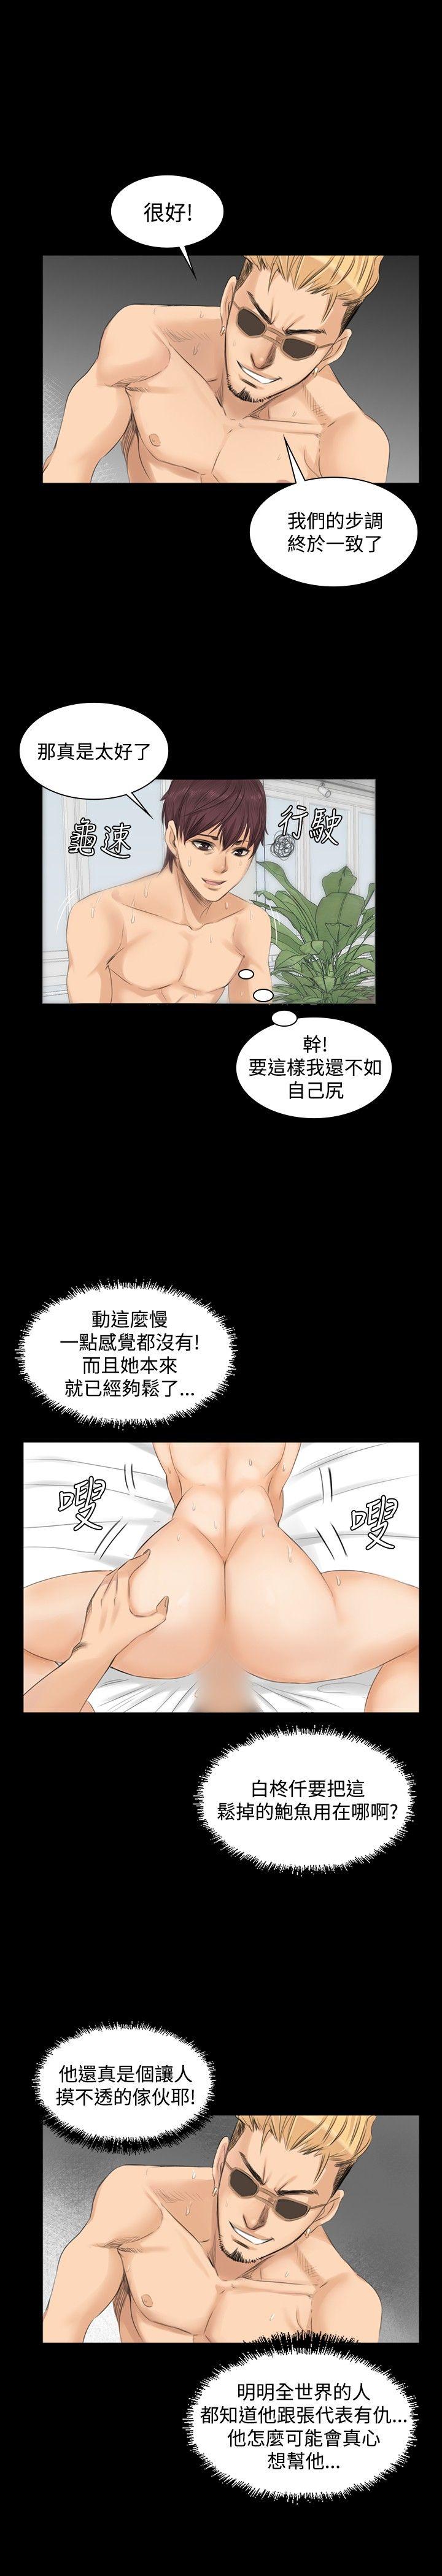 很好!
我們的步調
終於一致了
那真是太好了
龜速
行駛
幹!
要這樣我還不如
自己尻
動這麼慢
一點感覺都沒有!
而且她本來
就已經夠鬆了...
嗖
嗖
白柊仟要把這
鬆掉的鮑魚用在哪啊?
他還真是個讓人
摸不透的傢伙耶!
明明全世界的人
都知道他跟張代表有仇...
他怎麼可能會真心
想幫他...